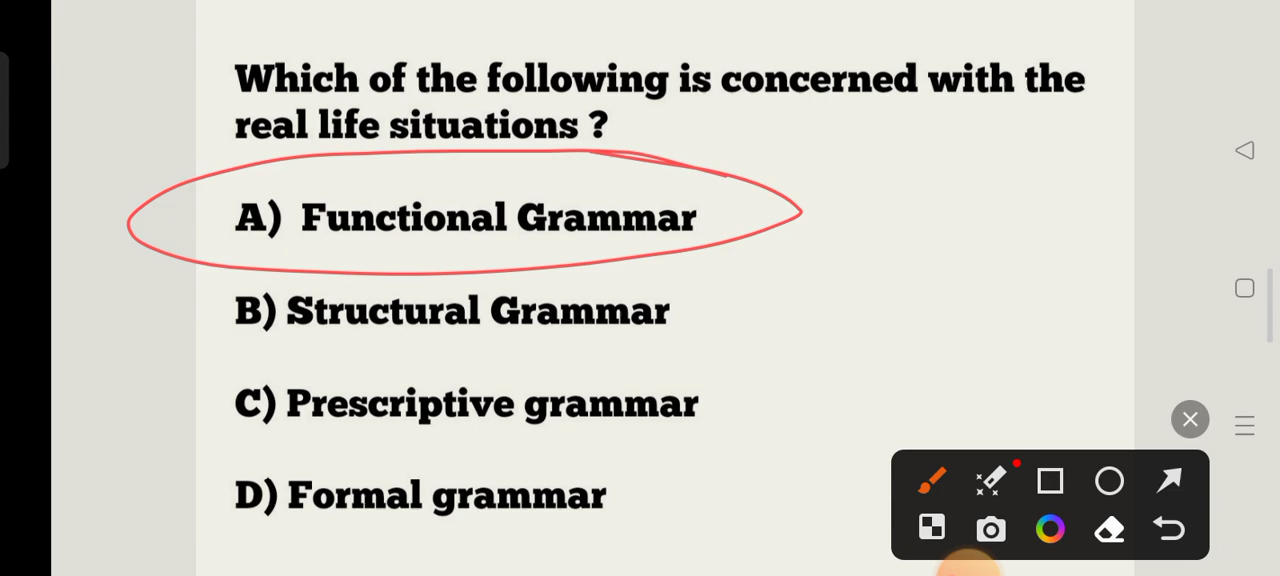 Which of the following is concerned with the
real life situations ?
A) Functional Grammar
B) Structural Grammar
C) Prescriptive grammar
D) Formal grammar